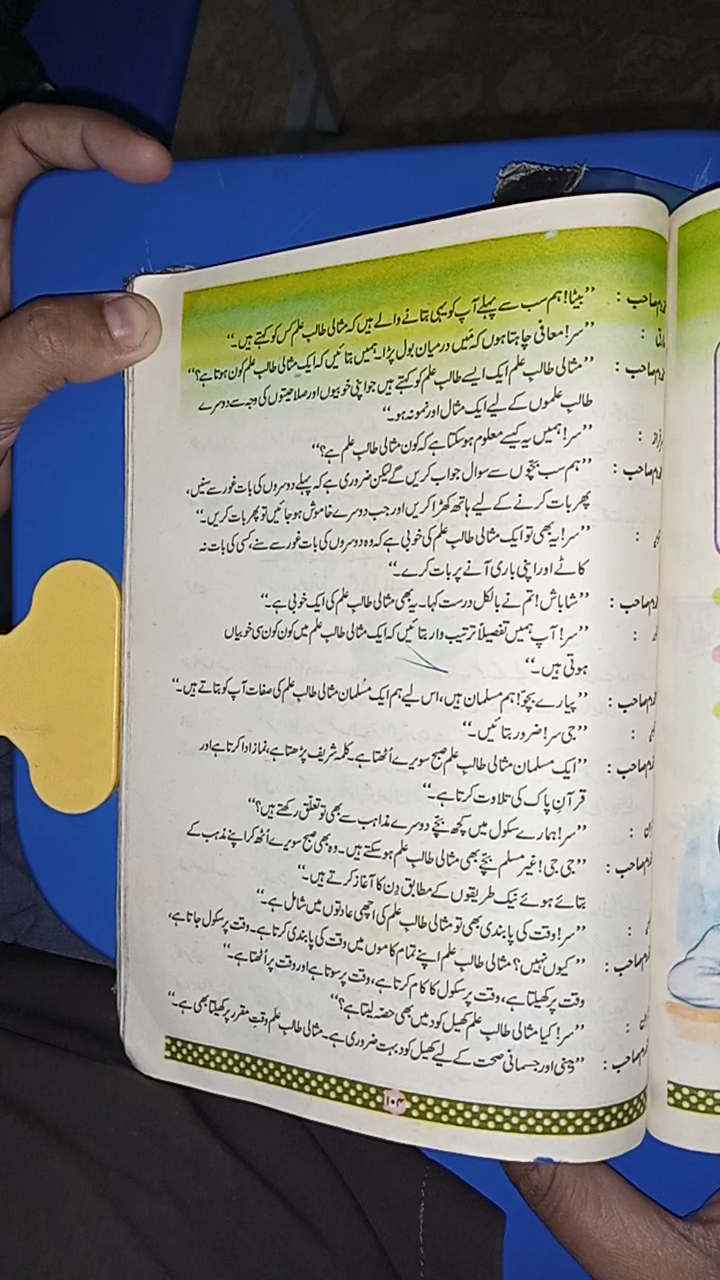 صاحب : ’’بیٹا! ہم سب سے پہلے آپ کو یہی بتانے والے ہیں کہ مثالی طالب علم کس کو کہتے ہیں۔‘‘
: ’’سر! معافی چاہتا ہوں کہ مَیں درمیان بول پڑا۔ ہمیں بتائیں کہ ایک مثالی طالب علم کون ہوتا ہے؟‘‘
صاحب : ’’مثالی طالب علم ایک ایسے طالب علم کو کہتے ہیں جو اپنی خوبیوں اور صلاحیتوں کی وجہ سے دوسرے
طالب علموں کے لیے ایک مثال اور نمونہ ہو۔‘‘
: ’’سر! ہمیں یہ کیسے معلوم ہو سکتا ہے کہ کون مثالی طالب علم ہے؟‘‘
صاحب : ’’ہم سب بچّوں سے سوال جواب کریں گے لیکن ضروری ہے کہ پہلے دوسروں کی بات غور سے سنیں،
پھر بات کرنے کے لیے ہاتھ کھڑا کریں اور جب دوسرے خاموش ہو جائیں تو پھر بات کریں۔‘‘
: ’’سر! یہ بھی تو ایک مثالی طالب علم کی خوبی ہے کہ وہ دوسروں کی بات غور سے سنے، کسی کی بات نہ
کاٹے اور اپنی باری آنے پر بات کرے۔‘‘
صاحب : ’’شاباش! تم نے بالکل درست کہا۔ یہ بھی مثالی طالب علم کی ایک خوبی ہے۔‘‘
: ’’سر! آپ ہمیں تفصیلاً ترتیب وار بتائیں کہ ایک مثالی طالب علم میں کون کون سی خوبیاں
ہوتی ہیں۔‘‘
صاحب : ’’پیارے بچّو! ہم مسلمان ہیں، اس لیے ہم ایک مسلمان مثالی طالب علم کی صفات آپ کو بتاتے ہیں۔‘‘
: ’’جی سر! ضرور بتائیں۔‘‘
صاحب : ’’ایک مسلمان مثالی طالب علم صبح سویرے اُٹھتا ہے۔ کلمہ شریف پڑھتا ہے، نماز ادا کرتا ہے اور
قرآنِ پاک کی تلاوت کرتا ہے۔‘‘
: ’’سر! ہمارے سکول میں کچھ بچّے دوسرے مذاہب سے بھی تو تعلّق رکھتے ہیں؟‘‘
صاحب : ’’جی جی! غیر مسلم بچّے بھی مثالی طالب علم ہو سکتے ہیں۔ وہ بھی صبح سویرے اُٹھ کر اپنے مذہب کے
بتائے ہوئے نیک طریقوں کے مطابق دِن کا آغاز کرتے ہیں۔‘‘
: ’’سر! وقت کی پابندی بھی تو مثالی طالب علم کی اچھی عادتوں میں شامل ہے۔‘‘
صاحب : ’’کیوں نہیں؟ مثالی طالب علم اپنے تمام کاموں میں وقت کی پابندی کرتا ہے۔ وقت پر سکول جاتا ہے،
وقت پر کھیلتا ہے، وقت پر سکول کا کام کرتا ہے، وقت پر سوتا ہے اور وقت پر اُٹھتا ہے۔‘‘
: ’’سر! کیا مثالی طالب علم کھیل کود میں بھی حصّہ لیتا ہے؟‘‘
صاحب : ’’ذہنی اور جسمانی صحت کے لیے کھیل کود بہت ضروری ہے۔ مثالی طالب علم وقتِ مقرر پر کھیلتا بھی ہے۔‘‘
۱۰۴